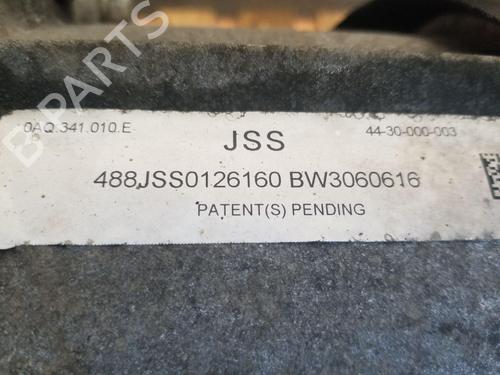 0AQ.341.010.E
JSS
44-30-000-003
488JSS0126160 BW3060616
PATENT(S) PENDING
B-PARTS